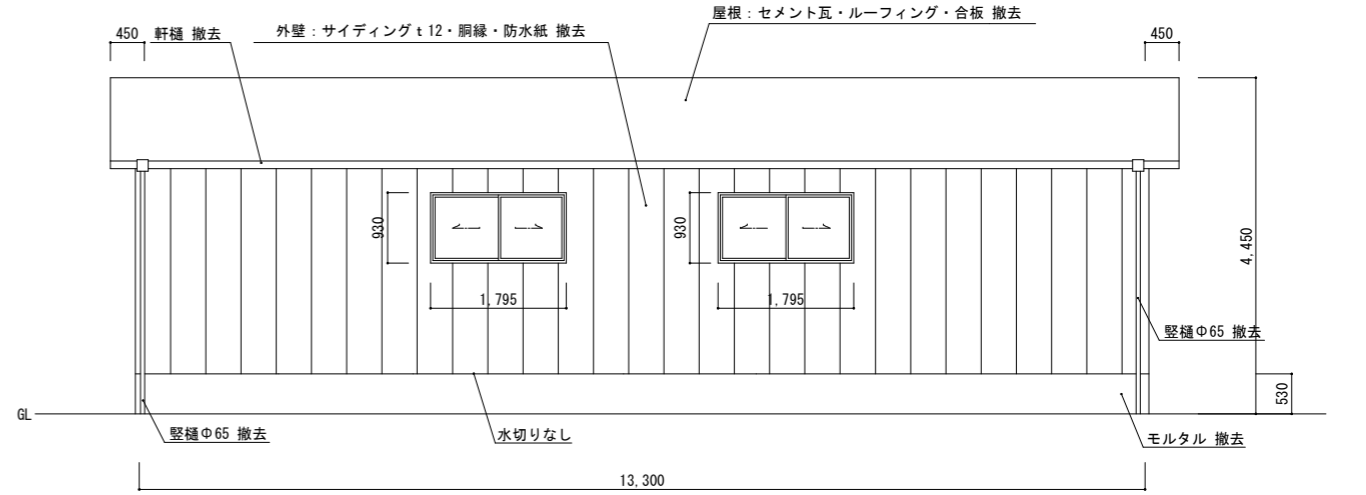 屋根：セメント瓦・ルーフィング・合板 撤去
450
軒樋 撤去
外壁：サイディングｔ12・胴縁・防水紙 撤去
450
930
930
4,450
1,795
1,795
竪樋Φ65 撤去
530
GL
竪樋Φ65 撤去
水切りなし
モルタル 撤去
13,300